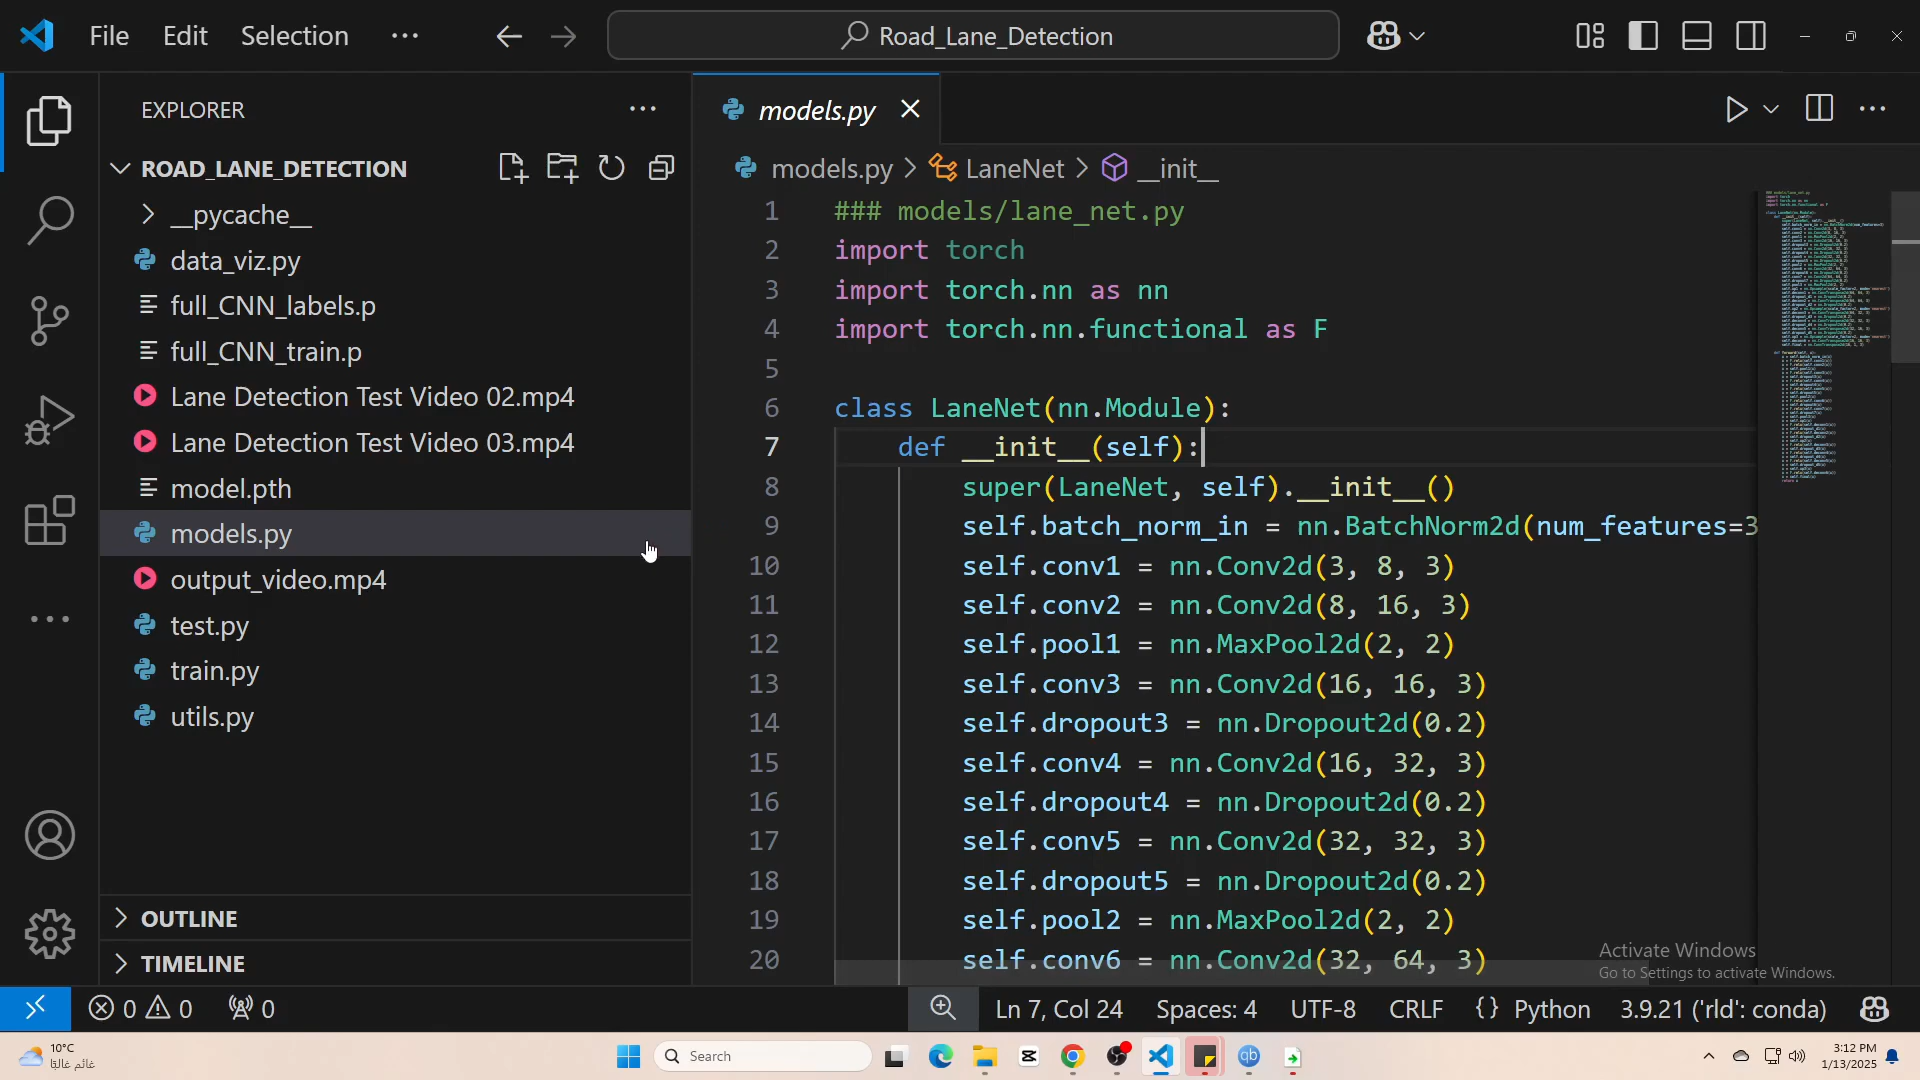 File Edit Selection ··· Road_Lane_Detection
EXPLORER
ROAD_LANE_DETECTION
__pycache__
data_viz.py
full_CNN_labels.p
full_CNN_train.p
Lane Detection Test Video 02.mp4
Lane Detection Test Video 03.mp4
model.pth
models.py
output_video.mp4
test.py
train.py
utils.py
OUTLINE
TIMELINE
models.py
models.py > LaneNet > __init__
1 ### models/lane_net.py
2 import torch
3 import torch.nn as nn
4 import torch.nn.functional as F
5
6 class LaneNet(nn.Module):
7 def __init__(self):
8 super(LaneNet, self).__init__()
9 self.batch_norm_in = nn.BatchNorm2d(num_features=3
10 self.conv1 = nn.Conv2d(3, 8, 3)
11 self.conv2 = nn.Conv2d(8, 16, 3)
12 self.pool1 = nn.MaxPool2d(2, 2)
13 self.conv3 = nn.Conv2d(16, 16, 3)
14 self.dropout3 = nn.Dropout2d(0.2)
15 self.conv4 = nn.Conv2d(16, 32, 3)
16 self.dropout4 = nn.Dropout2d(0.2)
17 self.conv5 = nn.Conv2d(32, 32, 3)
18 self.dropout5 = nn.Dropout2d(0.2)
19 self.pool2 = nn.MaxPool2d(2, 2)
20 self.conv6 = nn.Conv2d(32, 64, 3)
Activate Windows
Go to Settings to activate Windows.
0 0 0 Ln 7, Col 24 Spaces: 4 UTF-8 CRLF {} Python 3.9.21 ('rld': conda)
10°C
غائم غالبًا
Search
qb
3:12 PM
1/13/2025